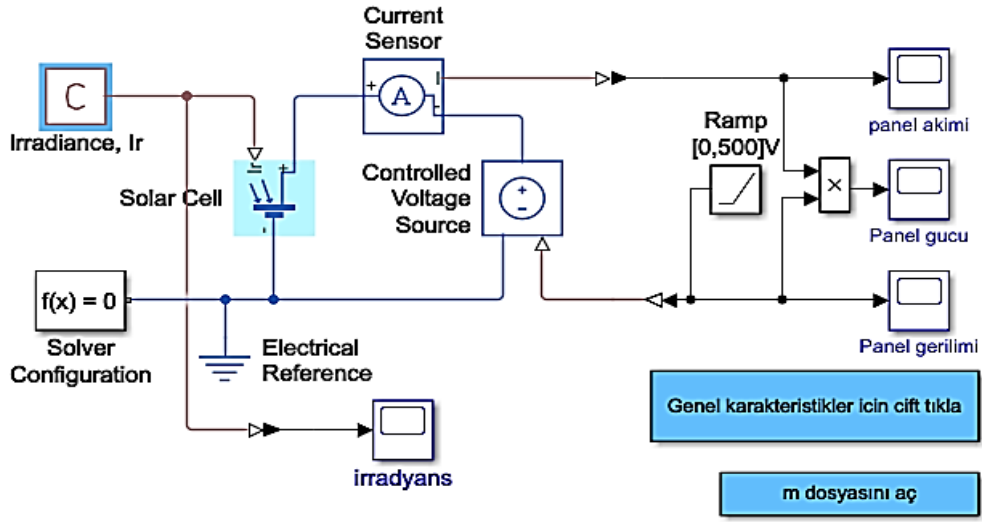 Current
Sensor
C
Irradiance, Ir
+
A
I
-
panel akimi
Ramp
[0,500]V
Ir
+
Solar Cell
-
Controlled
Voltage
Source
+
-
×
Panel gucu
f(x) = 0
Solver
Configuration
Electrical
Reference
Panel gerilimi
Genel karakteristikler icin cift tıkla
irradyans
m dosyasını aç